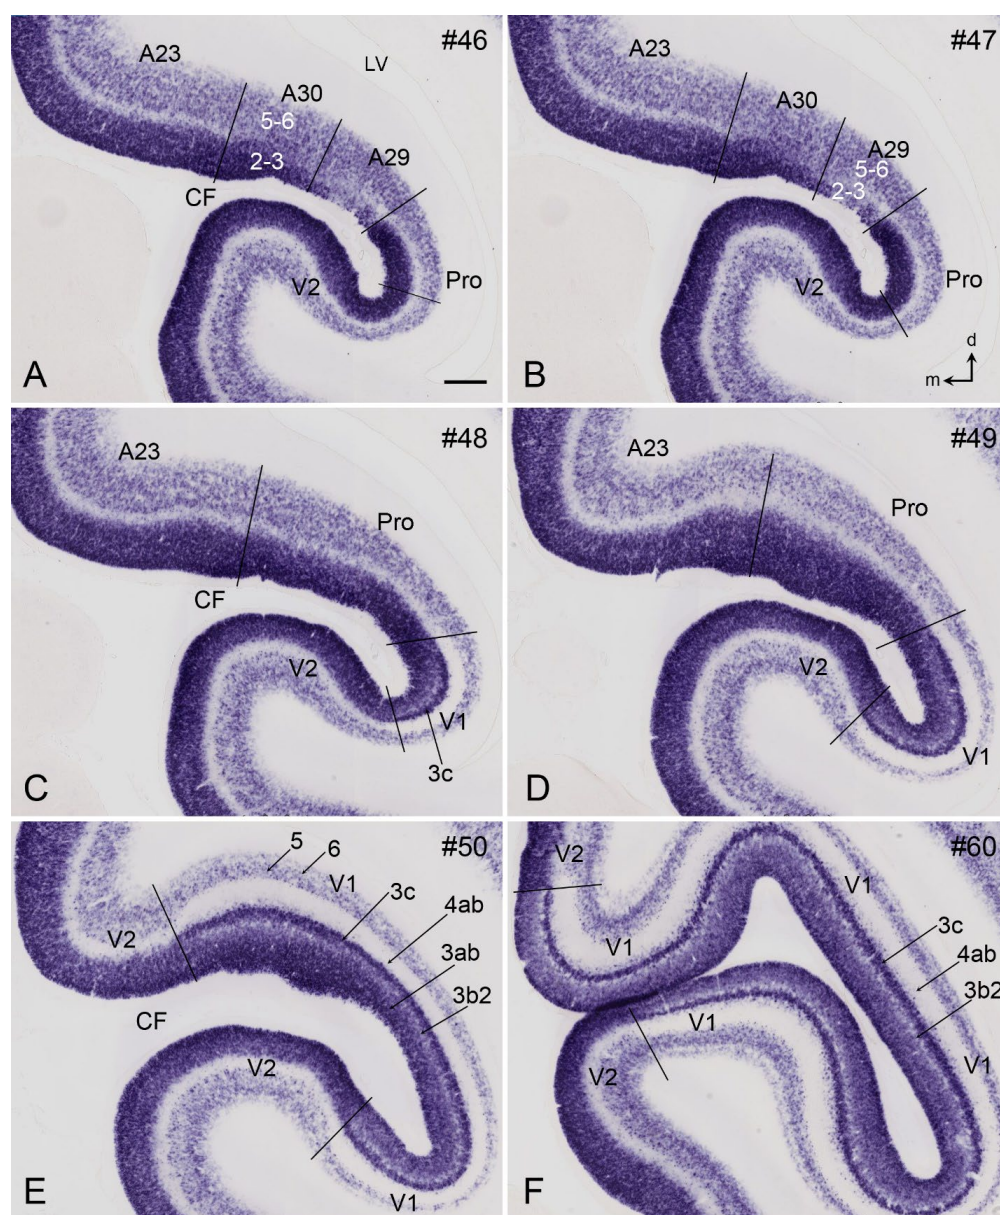 #46
A23
LV
A30
5-6
2-3
A29
CF
V2
Pro
A
#47
A23
A30
A29
5-6
2-3
V2
Pro
d
m
B
#48
A23
Pro
CF
V2
V1
3c
C
#49
A23
Pro
V2
V1
D
#50
5
6
V1
3c
4ab
V2
3ab
3b2
CF
V2
V1
E
#60
V2
V1
V1
3c
4ab
3b2
V1
V2
V1
F